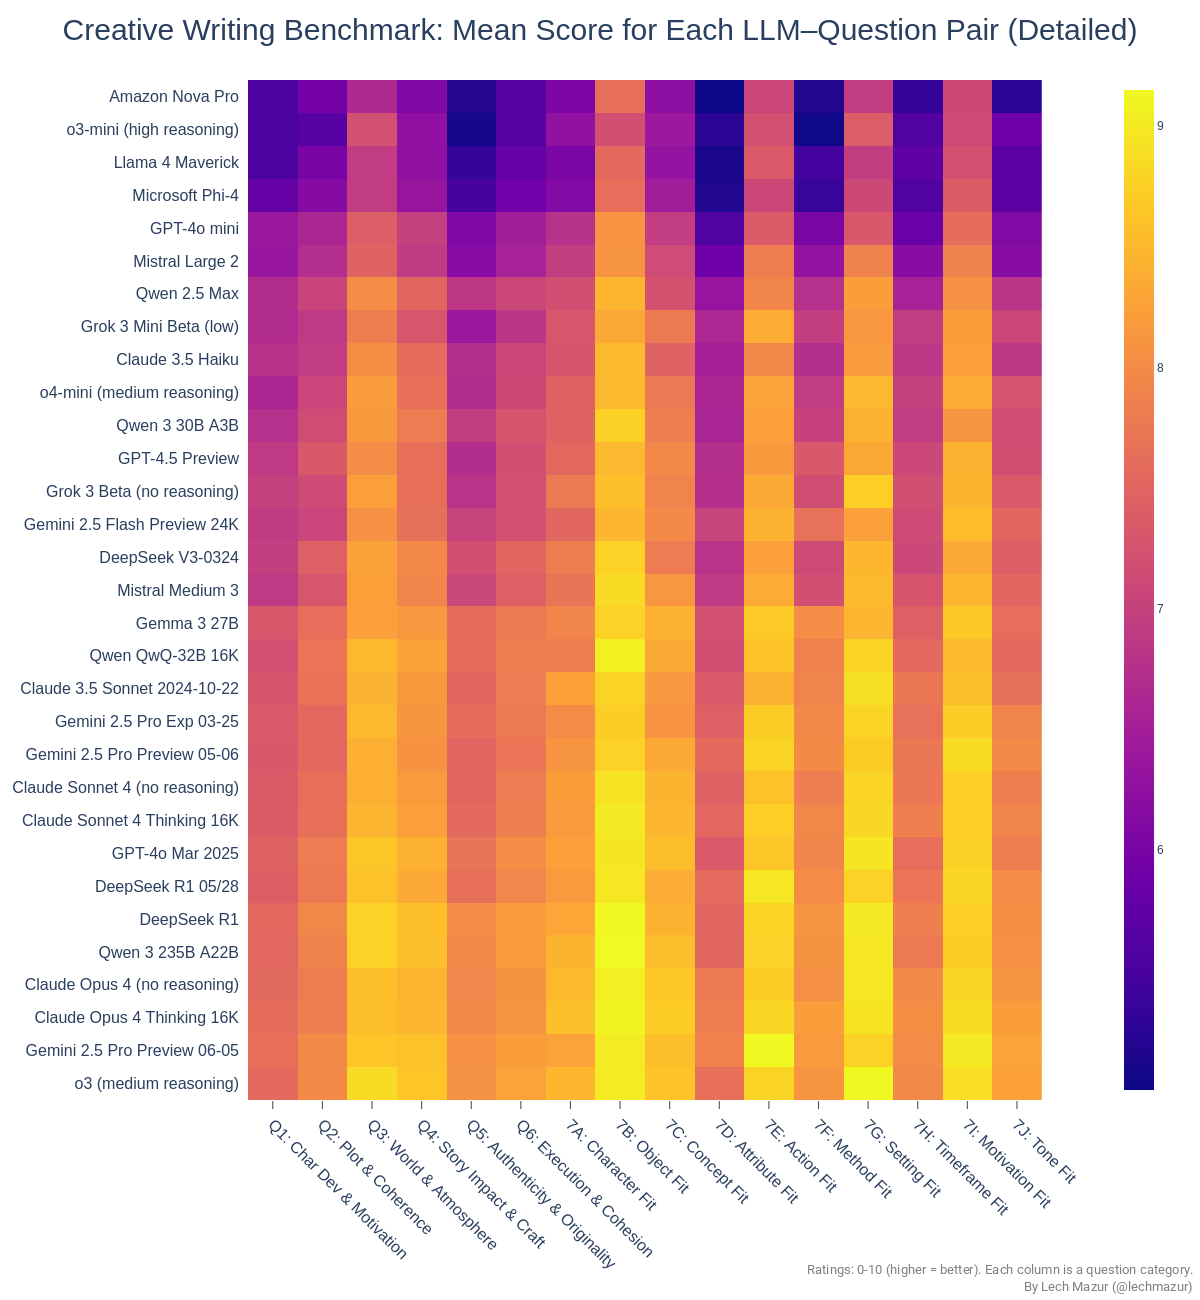 Creative Writing Benchmark: Mean Score for Each LLM–Question Pair (Detailed)
Amazon Nova Pro
o3-mini (high reasoning)
Llama 4 Maverick
Microsoft Phi-4
GPT-4o mini
Mistral Large 2
Qwen 2.5 Max
Grok 3 Mini Beta (low)
Claude 3.5 Haiku
o4-mini (medium reasoning)
Qwen 3 30B A3B
GPT-4.5 Preview
Grok 3 Beta (no reasoning)
Gemini 2.5 Flash Preview 24K
DeepSeek V3-0324
Mistral Medium 3
Gemma 3 27B
Qwen QwQ-32B 16K
Claude 3.5 Sonnet 2024-10-22
Gemini 2.5 Pro Exp 03-25
Gemini 2.5 Pro Preview 05-06
Claude Sonnet 4 (no reasoning)
Claude Sonnet 4 Thinking 16K
GPT-4o Mar 2025
DeepSeek R1 05/28
DeepSeek R1
Qwen 3 235B A22B
Claude Opus 4 (no reasoning)
Claude Opus 4 Thinking 16K
Gemini 2.5 Pro Preview 06-05
o3 (medium reasoning)
9
8
7
6
Q1: Char Dev & Motivation
Q2: Plot & Coherence
Q3: World & Atmosphere
Q4: Story Impact & Craft
Q5: Authenticity & Originality
Q6: Execution & Cohesion
7A: Character Fit
7B: Object Fit
7C: Concept Fit
7D: Attribute Fit
7E: Action Fit
7F: Method Fit
7G: Setting Fit
7H: Timeframe Fit
7I: Motivation Fit
7J: Tone Fit
Ratings: 0-10 (higher = better). Each column is a question category.
By Lech Mazur (@lechmazur)